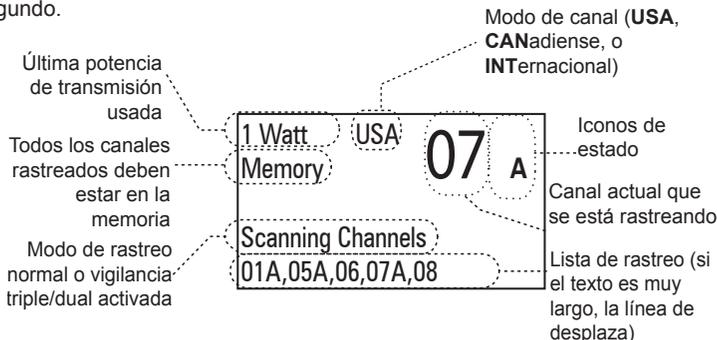 gundo.
Modo de canal (USA,
CANadiense, o
INTernacional)
Última potencia
de transmisión
usada
Todos los canales
rastreados deben
estar en la
memoria
Modo de rastreo
normal o vigilancia
triple/dual activada
1 Watt USA 07 A
Memory
Scanning Channels
01A,05A,06,07A,08
Iconos de
estado
Canal actual que
se está rastreando
Lista de rastreo (si
el texto es muy
largo, la línea de
desplaza)